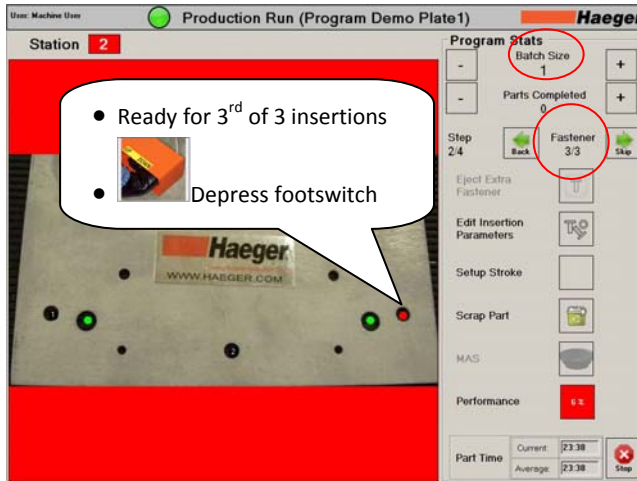 User: Machine User
Production Run (Program Demo Plate1)
Haeger
Station 2
Program Stats
Batch Size
-
1
+
Parts Completed
-
0
+
Step
2/4
Back
Fastener
3/3
Skip
• Ready for 3rd of 3 insertions
• Depress footswitch
Eject Extra
Fastener
Edit Insertion
Parameters
Setup Stroke
Scrap Part
MAS
Performance
6 %
Part Time
Current: 23:38
Average: 23:38
Stop
Haeger
WWW.HAEGER.COM
1
2